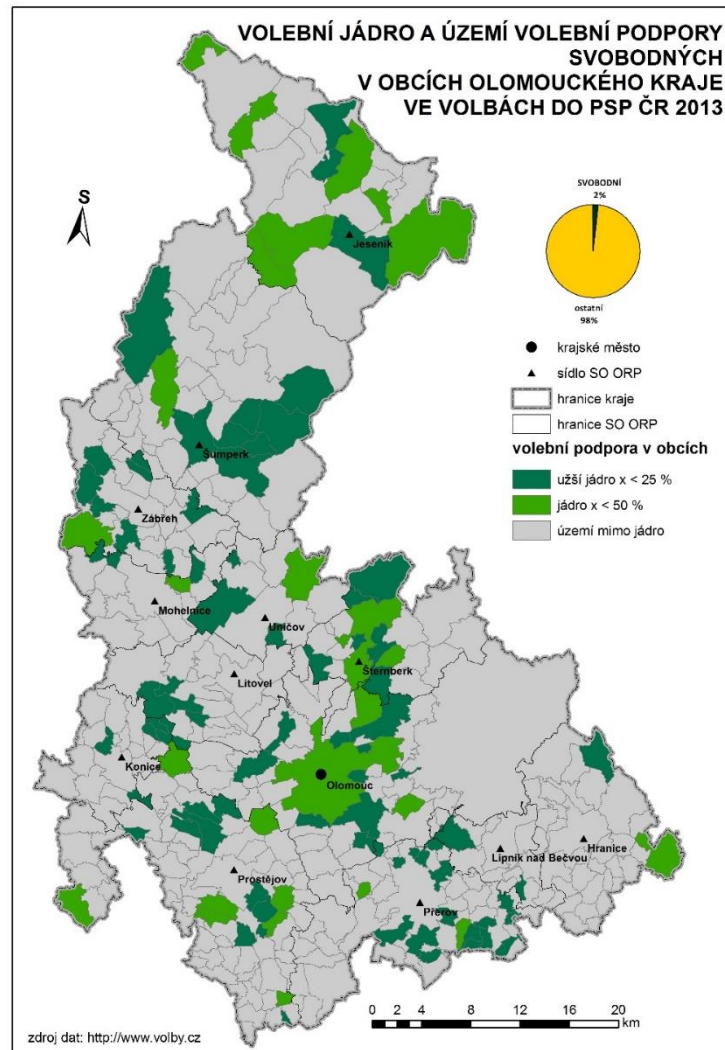 VOLEBNÍ JÁDRO A ÚZEMÍ VOLEBNÍ PODPORY
SVOBODNÝCH
V OBCÍCH OLOMOUCKÉHO KRAJE
VE VOLBÁCH DO PSP ČR 2013
S
SVOBODNÍ
2%
ostatní
98%
krajské město
sídlo SO ORP
hranice kraje
hranice SO ORP
volební podpora v obcích
užší jádro x < 25 %
jádro x < 50 %
území mimo jádro
Jeseník
Šumperk
Zábřeh
Mohelnice
Uničov
Šternberk
Litovel
Konice
Olomouc
Hranice
Lipník nad Bečvou
Prostějov
Přerov
0 2 4 8 12 16 20
km
zdroj dat: http://www.volby.cz